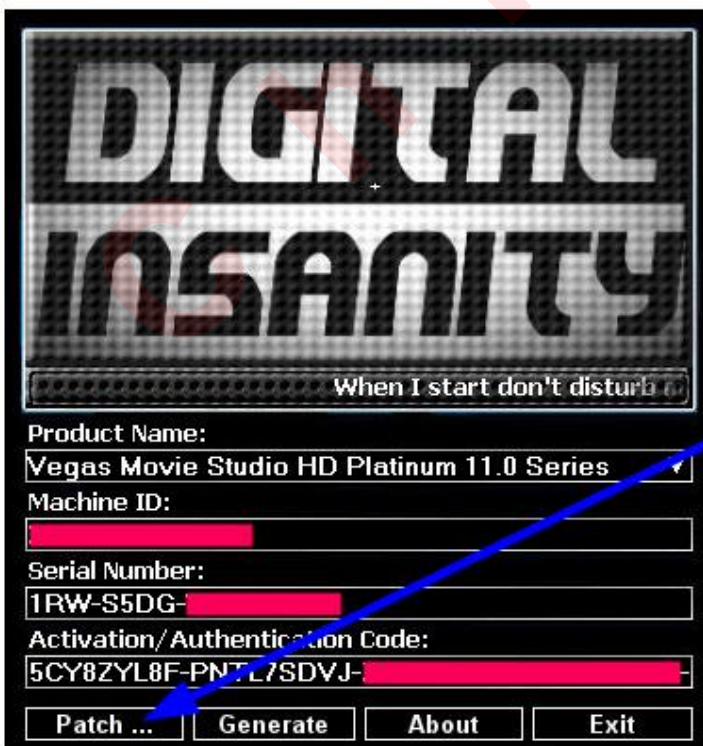 DIGITAL
INSANITY
When I start don't disturb
Product Name:
Vegas Movie Studio HD Platinum 11.0 Series
Machine ID:
Serial Number:
1RW-S5DG-
Activation/Authentication Code:
5CY8ZYL8F-PNTL7SDVJ- -
Patch ... Generate About Exit